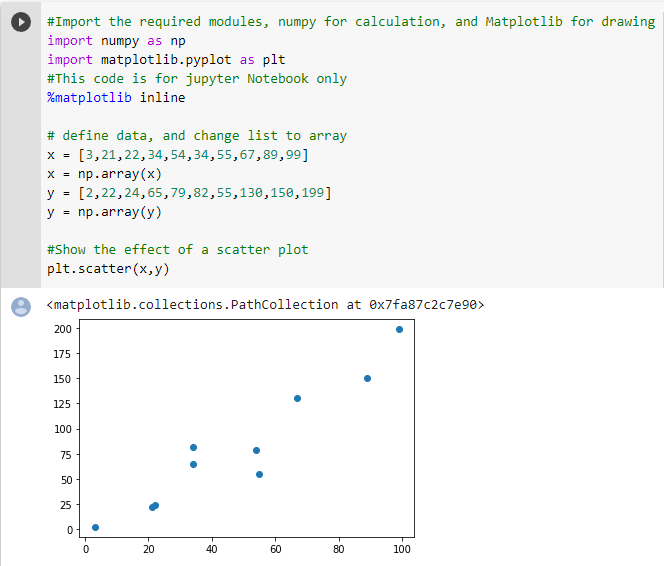 #Import the required modules, numpy for calculation, and Matplotlib for drawing
import numpy as np
import matplotlib.pyplot as plt
#This code is for jupyter Notebook only
%matplotlib inline
# define data, and change list to array
x = [3,21,22,34,54,34,55,67,89,99]
x = np.array(x)
y = [2,22,24,65,79,82,55,130,150,199]
y = np.array(y)
#Show the effect of a scatter plot
plt.scatter(x,y)
<matplotlib.collections.PathCollection at 0x7fa87c2c7e90>
200
175
150
125
100
75
50
25
0
0 20 40 60 80 100